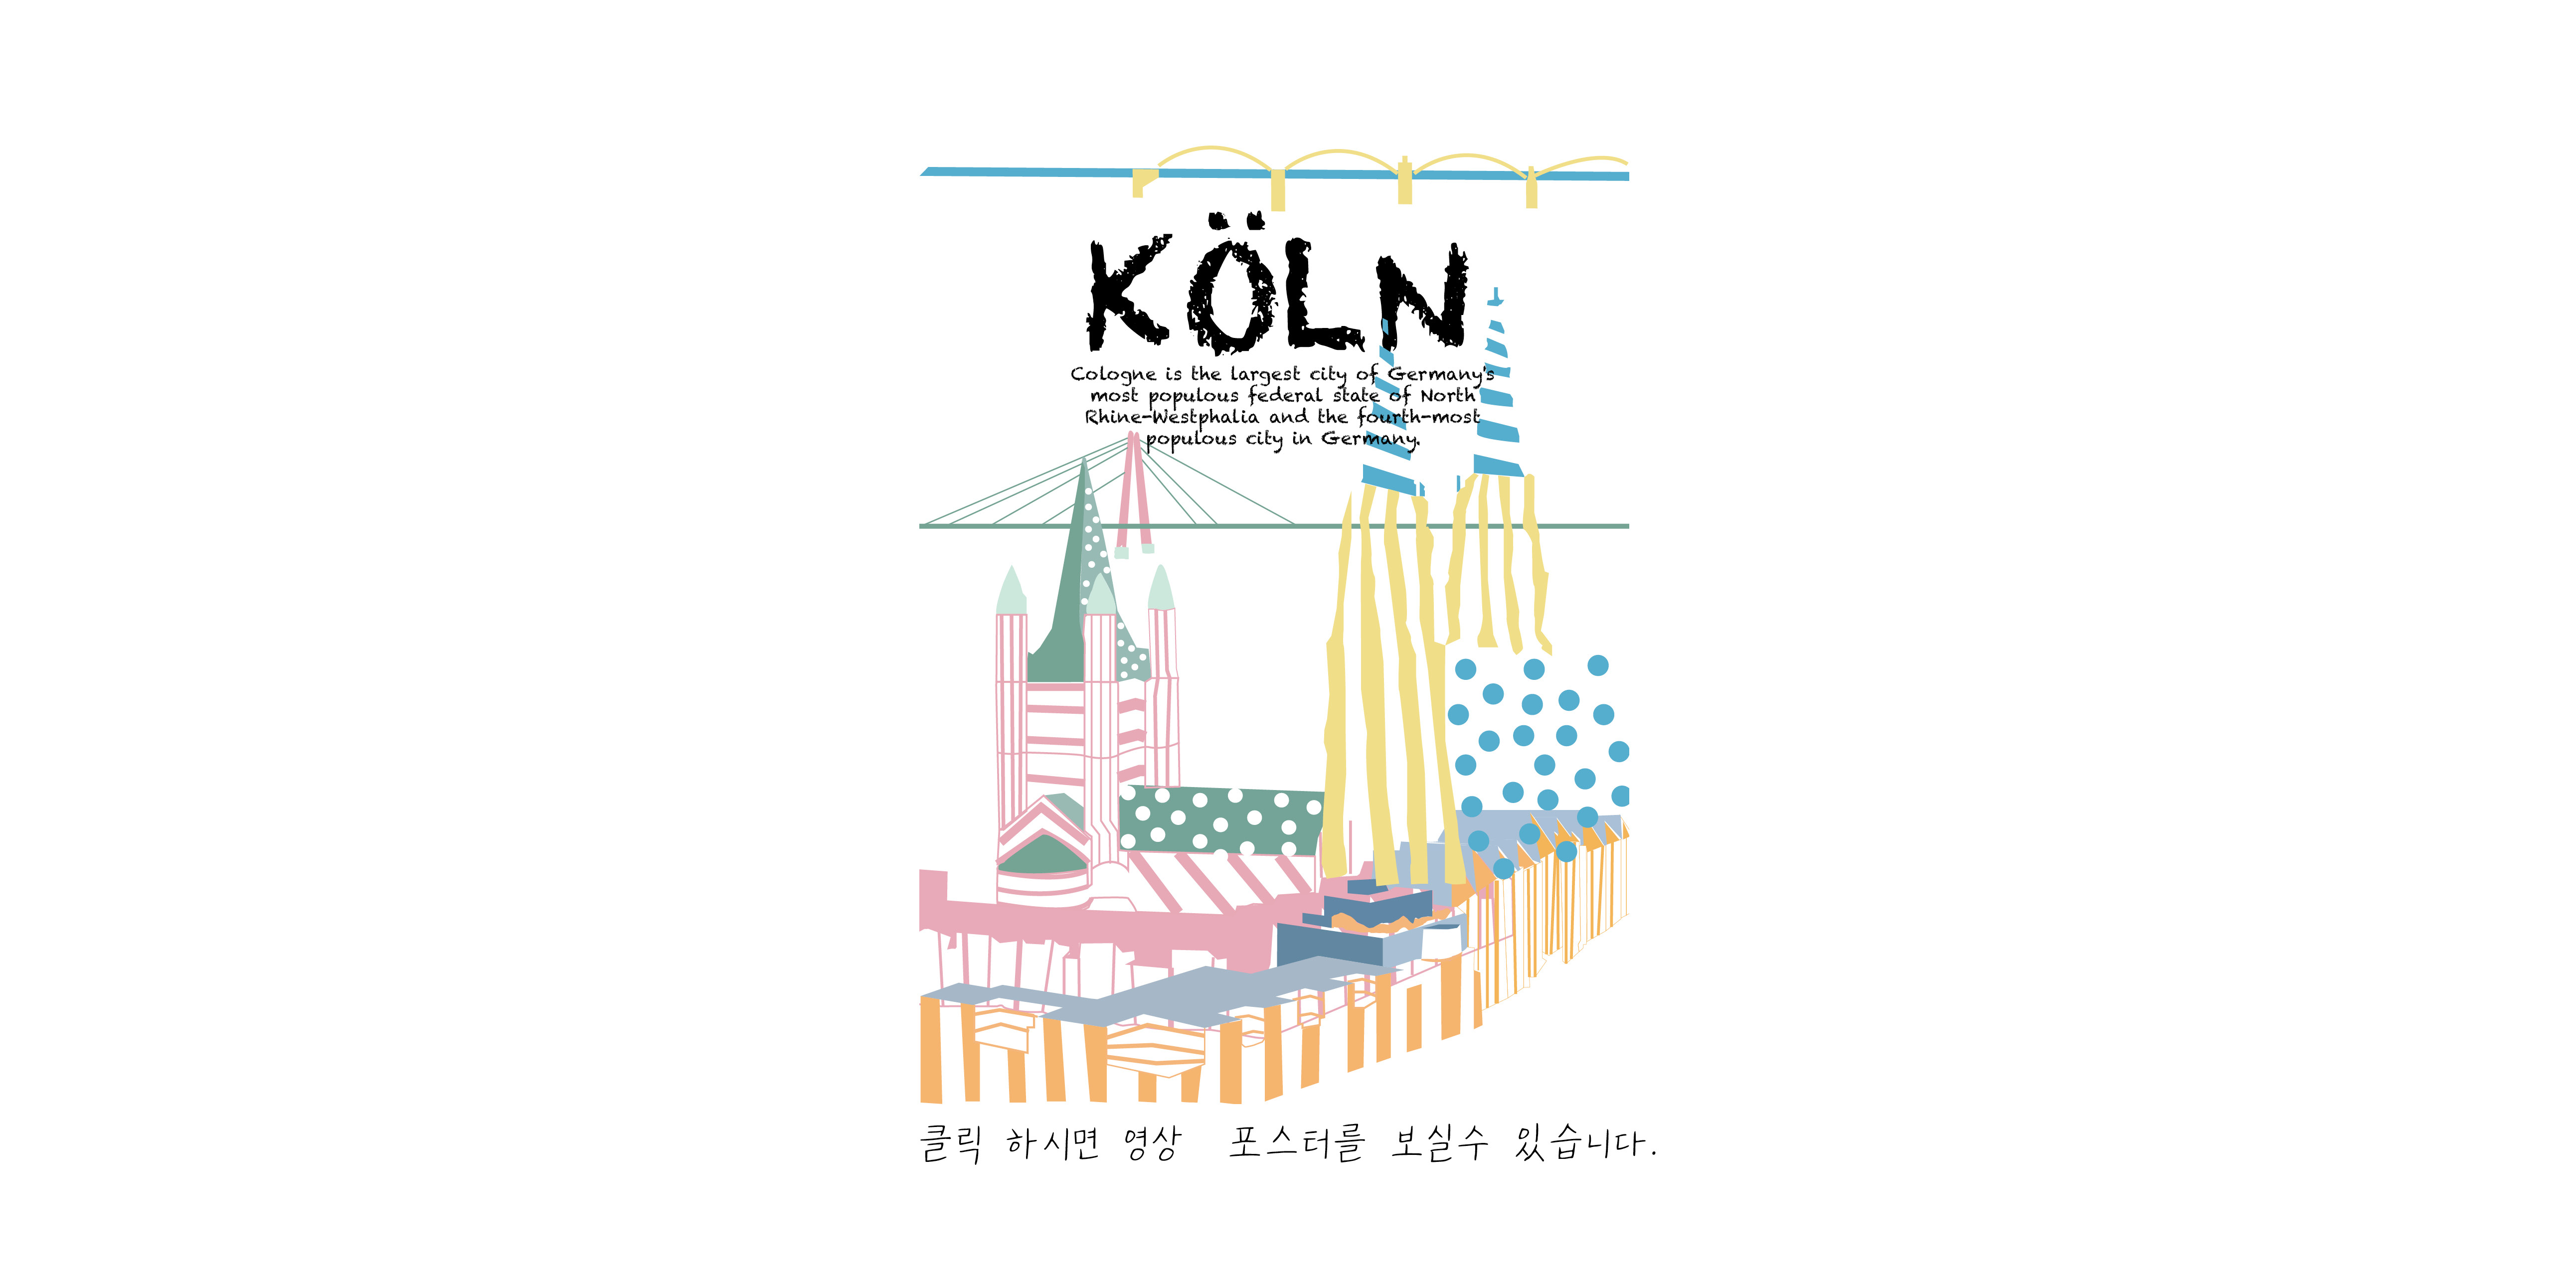 KÖLN
Cologne is the largest city of Germany's
most populous federal state of North
Rhine-Westphalia and the fourth-most
populous city in Germany.
클릭 하시면 영상 포스터를 보실수 있습니다.